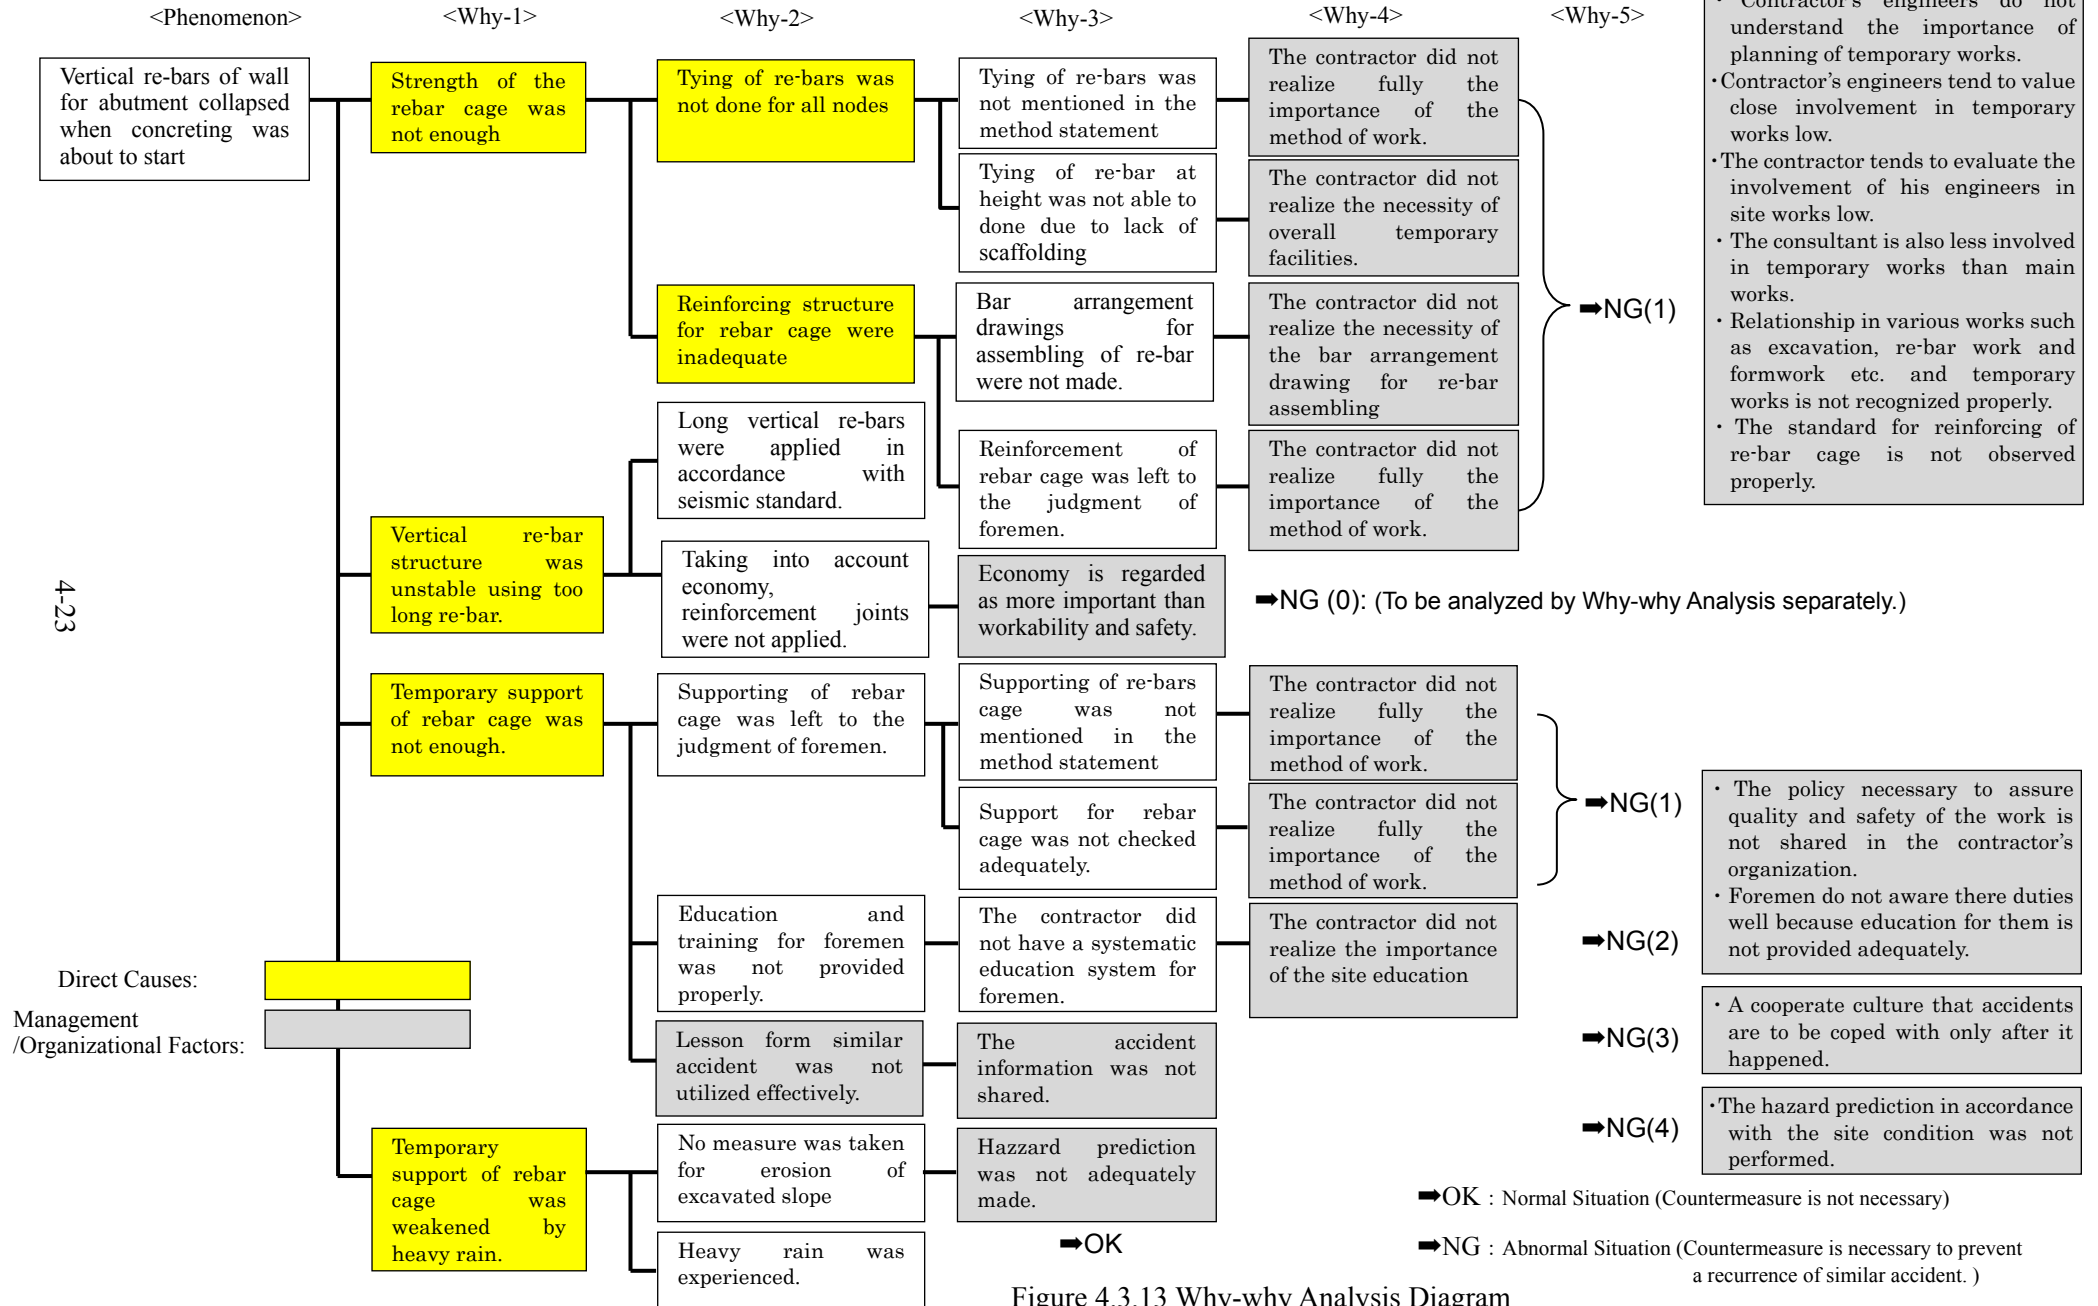 <Phenomenon>
<Why-1>
<Why-2>
<Why-3>
<Why-4>
<Why-5>
Vertical re-bars of wall
for abutment collapsed
when concreting was
about to start
Strength of the
rebar cage was
not enough
Tying of re-bars was
not done for all nodes
Tying of re-bars was
not mentioned in the
method statement
The contractor did not
realize fully the
importance of the
method of work.
Tying of re-bar at
height was not able to
done due to lack of
scaffolding
The contractor did not
realize the necessity of
overall temporary
facilities.
Reinforcing structure
for rebar cage were
inadequate
Bar arrangement
drawings for
assembling of re-bar
were not made.
The contractor did not
realize the necessity of
the bar arrangement
drawing for re-bar
assembling
Reinforcement of
rebar cage was left to
the judgment of
foremen.
The contractor did not
realize fully the
importance of the
method of work.
➡NG(1)
・ Contractor's engineers do not
understand the importance of
planning of temporary works.
・Contractor's engineers tend to value
close involvement in temporary
works low.
・The contractor tends to evaluate the
involvement of his engineers in
site works low.
・The consultant is also less involved
in temporary works than main
works.
・Relationship in various works such
as excavation, re-bar work and
formwork etc. and temporary
works is not recognized properly.
・The standard for reinforcing of
re-bar cage is not observed
properly.
Vertical re-bar
structure was
unstable using too
long re-bar.
Long vertical re-bars
were applied in
accordance with
seismic standard.
Taking into account
economy,
reinforcement joints
were not applied.
Economy is regarded
as more important than
workability and safety.
➡NG (0): (To be analyzed by Why-why Analysis separately.)
4-23
Temporary support
of rebar cage was
not enough.
Supporting of rebar
cage was left to the
judgment of foremen.
Supporting of re-bars
cage was not
mentioned in the
method statement
The contractor did not
realize fully the
importance of the
method of work.
Support for rebar
cage was not checked
adequately.
The contractor did not
realize fully the
importance of the
method of work.
➡NG(1)
・The policy necessary to assure
quality and safety of the work is
not shared in the contractor's
organization.
・Foremen do not aware there duties
well because education for them is
not provided adequately.
Education and
training for foremen
was not provided
properly.
The contractor did
not have a systematic
education system for
foremen.
The contractor did not
realize the importance
of the site education
➡NG(2)
Direct Causes:
Management
/Organizational Factors:
Lesson form similar
accident was not
utilized effectively.
The accident
information was not
shared.
➡NG(3)
・A cooperate culture that accidents
are to be coped with only after it
happened.
➡NG(4)
・The hazard prediction in accordance
with the site condition was not
performed.
Temporary
support of rebar
cage was
weakened by
heavy rain.
No measure was taken
for erosion of
excavated slope
Hazzard prediction
was not adequately
made.
Heavy rain was
experienced.
➡OK
➡OK : Normal Situation (Countermeasure is not necessary)
➡NG : Abnormal Situation (Countermeasure is necessary to prevent
a recurrence of similar accident. )
Figure 4.3.13 Why-why Analysis Diagram